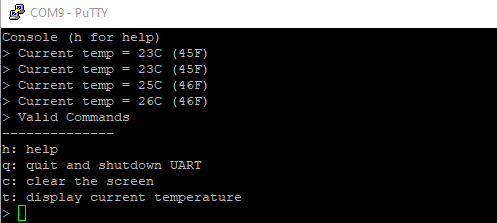 COM9 - PuTTY
Console (h for help)
> Current temp = 23C (45F)
> Current temp = 23C (45F)
> Current temp = 25C (46F)
> Current temp = 26C (46F)
> Valid Commands
--------------
h: help
q: quit and shutdown UART
c: clear the screen
t: display current temperature
>